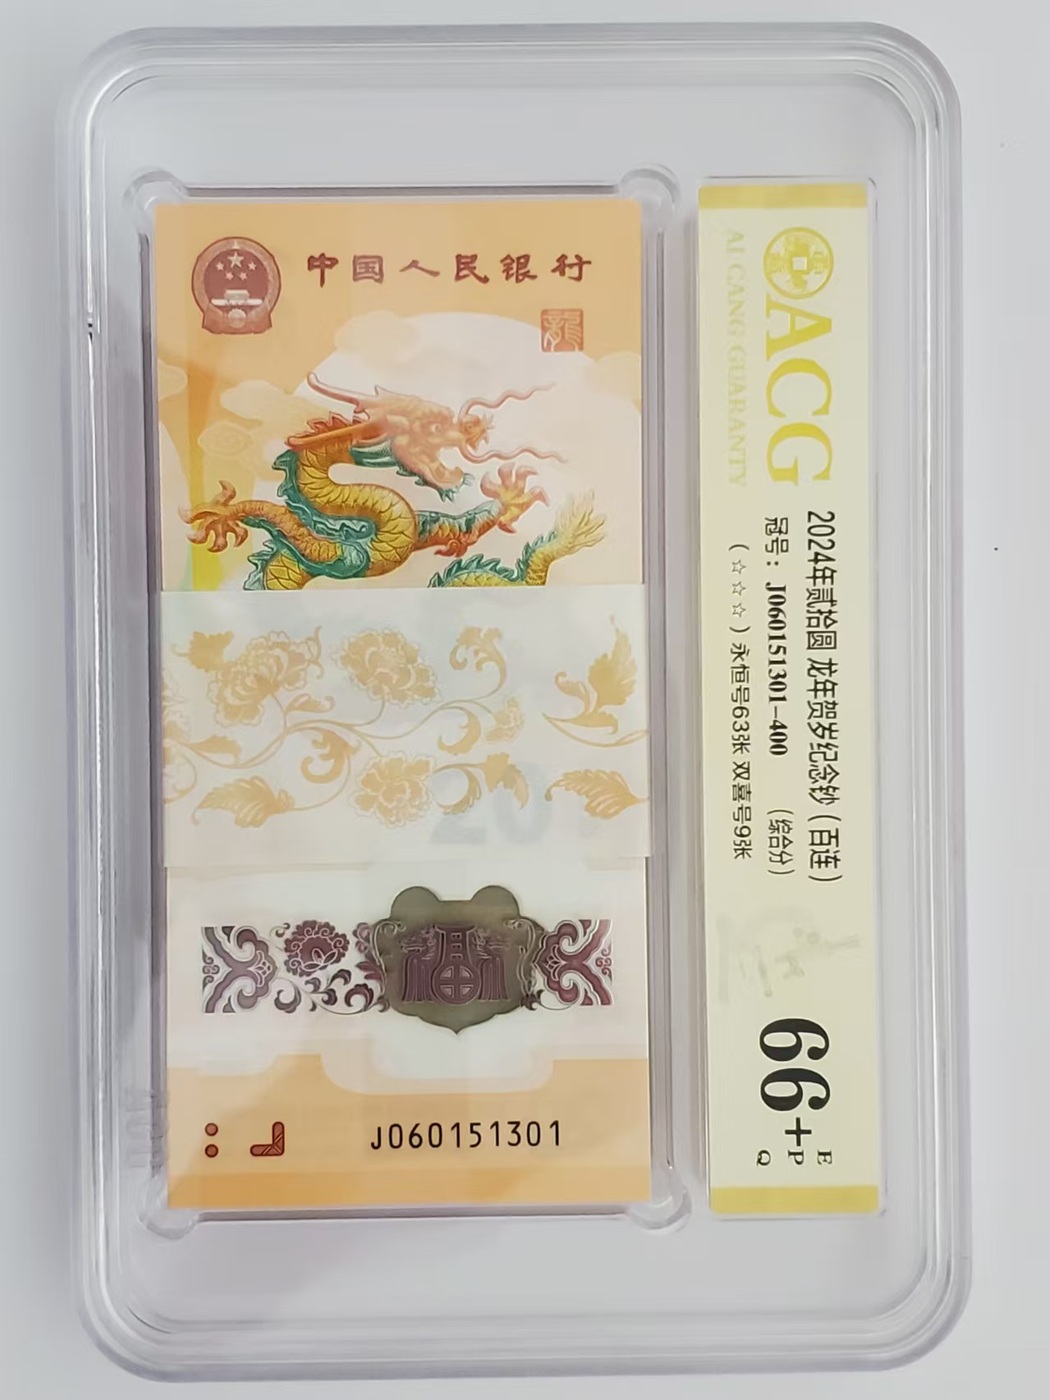 中国人民银行
龍
20
J060151301
ACG
AI CANG GUARANTY
2024年贰拾圆 龙年贺岁纪念钞（百连）
冠号：J060151301-400 （综合分）
（☆☆☆）永恒号63张 双喜号9张
66+
E
P
Q